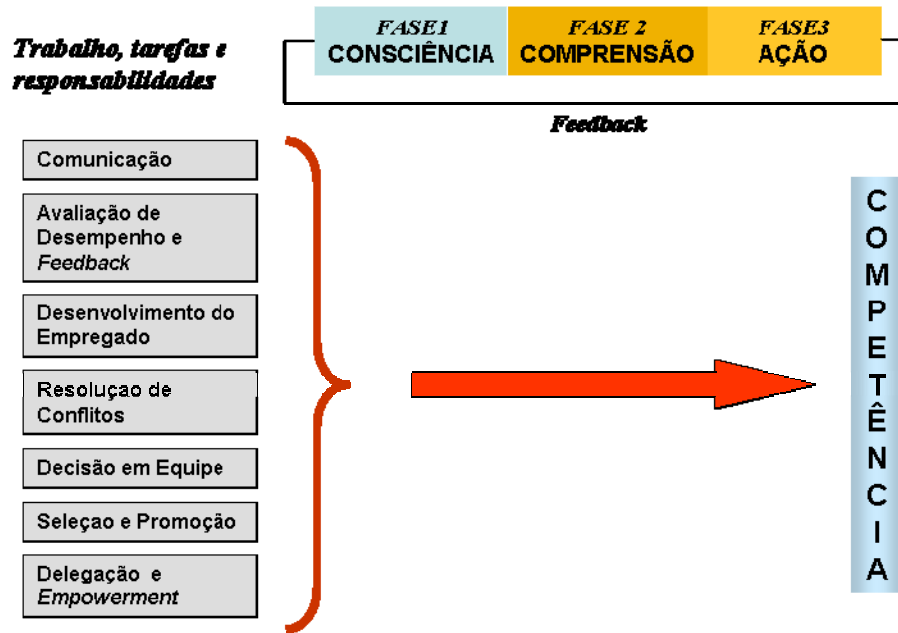 Trabalho, tarefas e
responsabilidades
FASE1
CONSCIÊNCIA
FASE 2
COMPRENSÃO
FASE3
AÇÃO
Feedback
Comunicação
Avaliação de
Desempenho e
Feedback
Desenvolvimento do
Empregado
Resoluçao de
Conflitos
Decisão em Equipe
Seleçao e Promoção
Delegação e
Empowerment
C
O
M
P
E
T
Ê
N
C
I
A